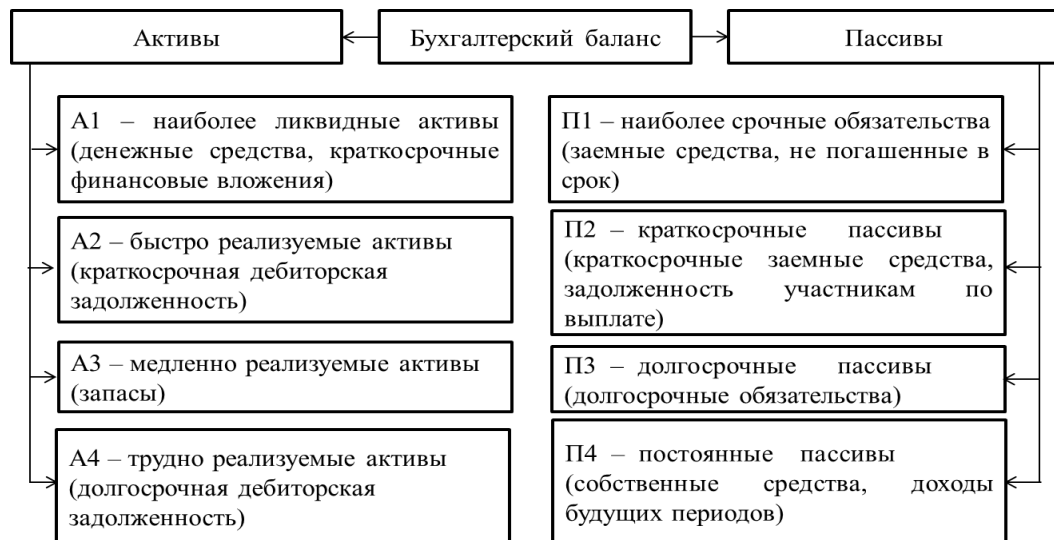 Активы
Бухгалтерский баланс
Пассивы
А1 – наиболее ликвидные активы
(денежные средства, краткосрочные
финансовые вложения)
А2 – быстро реализуемые активы
(краткосрочная дебиторская
задолженность)
А3 – медленно реализуемые активы
(запасы)
А4 – трудно реализуемые активы
(долгосрочная дебиторская
задолженность)
П1 – наиболее срочные обязательства
(заемные средства, не погашенные в
срок)
П2 – краткосрочные пассивы
(краткосрочные заемные средства,
задолженность участникам по
выплате)
П3 – долгосрочные пассивы
(долгосрочные обязательства)
П4 – постоянные пассивы
(собственные средства, доходы
будущих периодов)